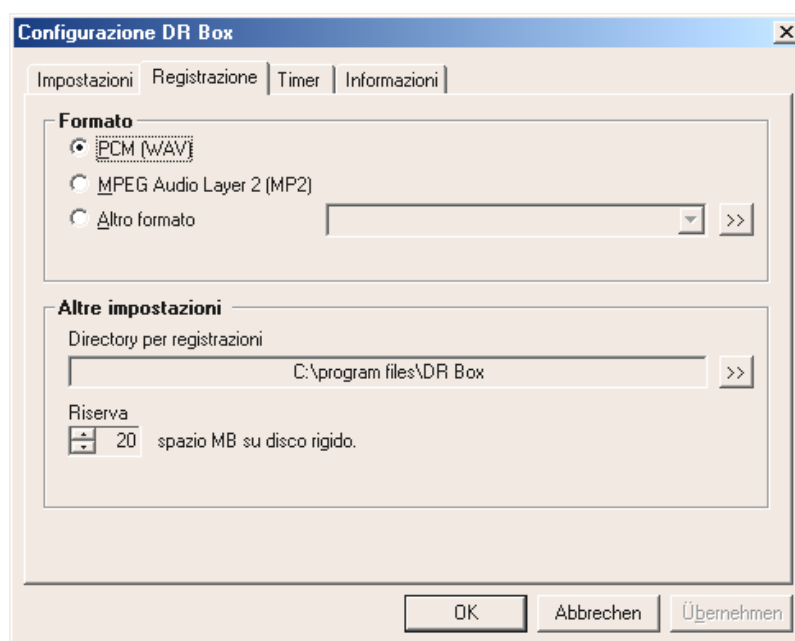 Configurazione DR Box
Impostazioni Registrazione Timer Informazioni
Formato
PCM (WAV)
MPEG Audio Layer 2 (MP2)
Altro formato >>
Altre impostazioni
Directory per registrazioni
C:\program files\DR Box >>
Riserva
20 spazio MB su disco rigido.
OK Abbrechen Übernehmen